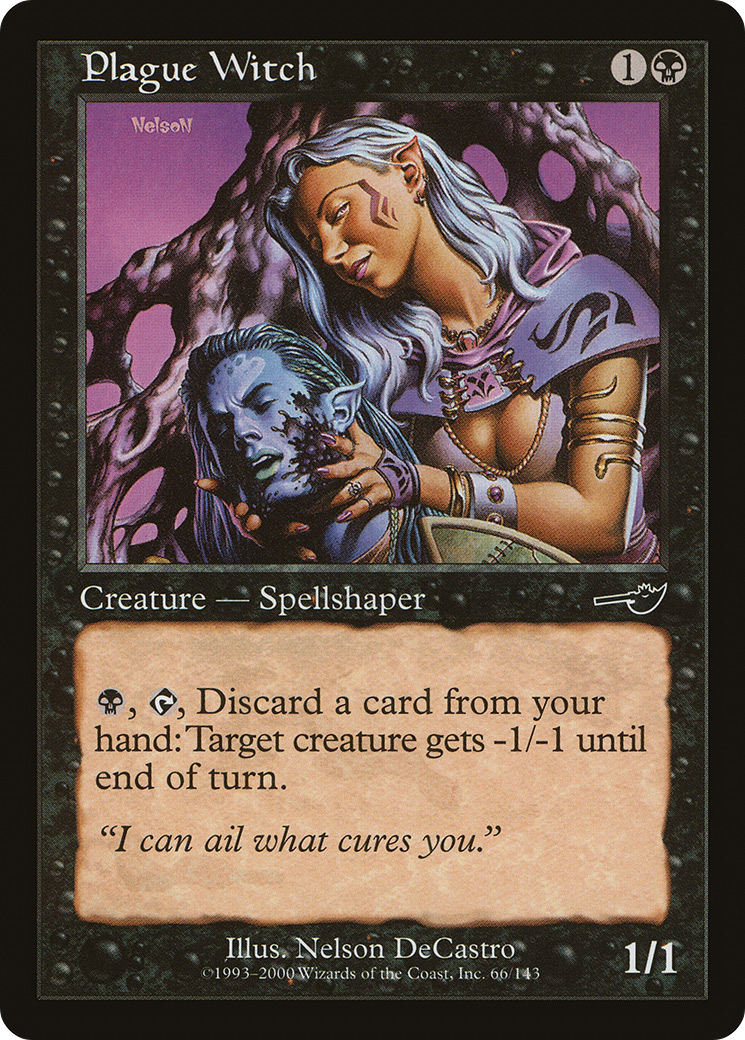 Plague Witch 1
NelsoN
Creature — Spellshaper
, , Discard a card from your
hand: Target creature gets -1/-1 until
end of turn.
“I can ail what cures you.”
Illus. Nelson DeCastro
©1993–2000 Wizards of the Coast, Inc. 66/143
1/1